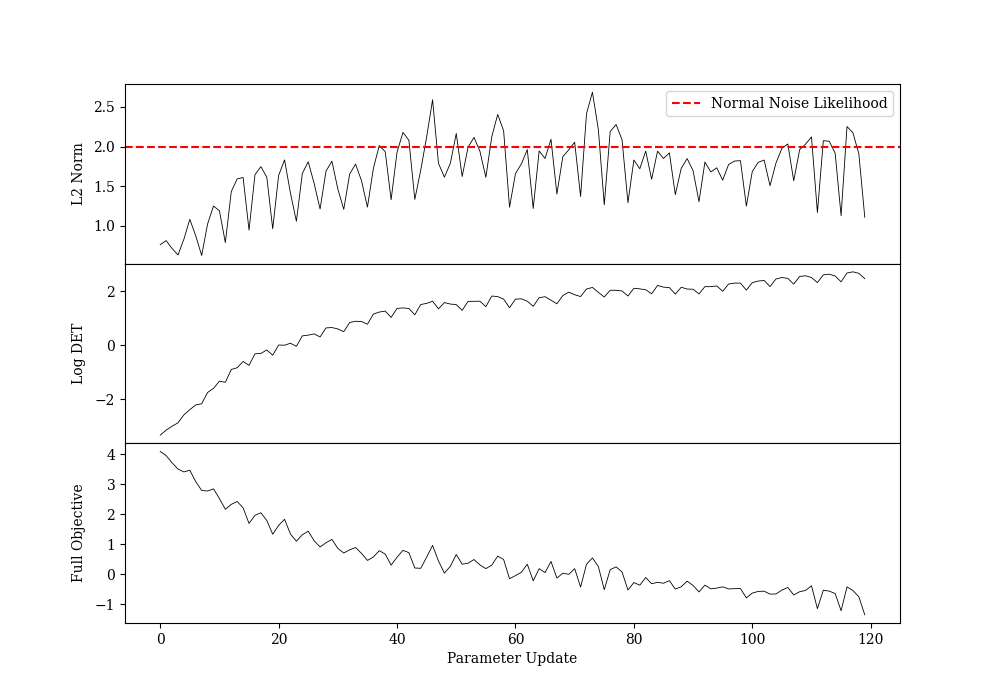 Normal Noise Likelihood
L2 Norm
2.5
2.0
1.5
1.0
Log DET
2
0
−2
Full Objective
4
3
2
1
0
−1
0 20 40 60 80 100 120
Parameter Update